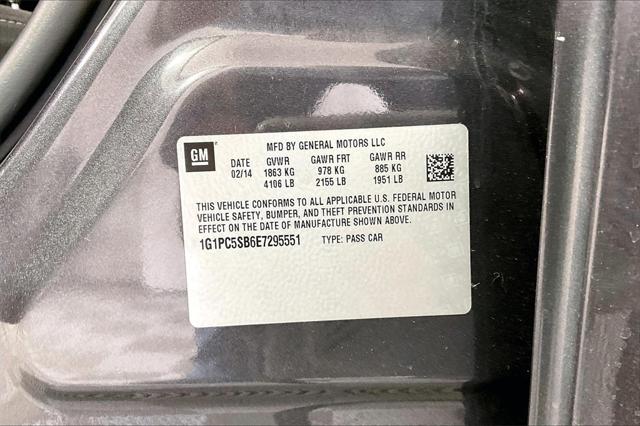 GM
MFD BY GENERAL MOTORS LLC
DATE GVWR GAWR FRT GAWR RR
02/14 1863 KG 978 KG 885 KG
4106 LB 2155 LB 1951 LB
THIS VEHICLE CONFORMS TO ALL APPLICABLE U.S. FEDERAL MOTOR
VEHICLE SAFETY, BUMPER, AND THEFT PREVENTION STANDARDS IN
EFFECT ON THE DATE OF MANUFACTURE SHOWN ABOVE.
1G1PC5SB6E7295551 TYPE: PASS CAR